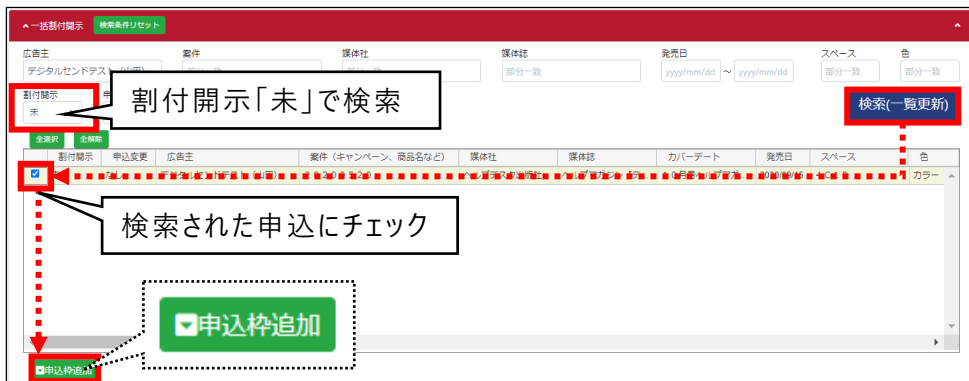 一括割付開示 検索条件リセット
広告主 案件 媒体社 媒体誌 発売日 スペース 色
デジタルセンドテスト（山田） 部分一致 yyyy/mm/dd ～ yyyy/mm/dd 部分一致 部分一致
割付開示
未
割付開示「未」で検索
検索(一覧更新)
全選択 全解除
割付開示 申込変更 広告主 案件（キャンペーン、商品名など） 媒体社 媒体誌 カバーデート 発売日 スペース 色
なし カラー
検索された申込にチェック
申込枠追加
申込枠追加